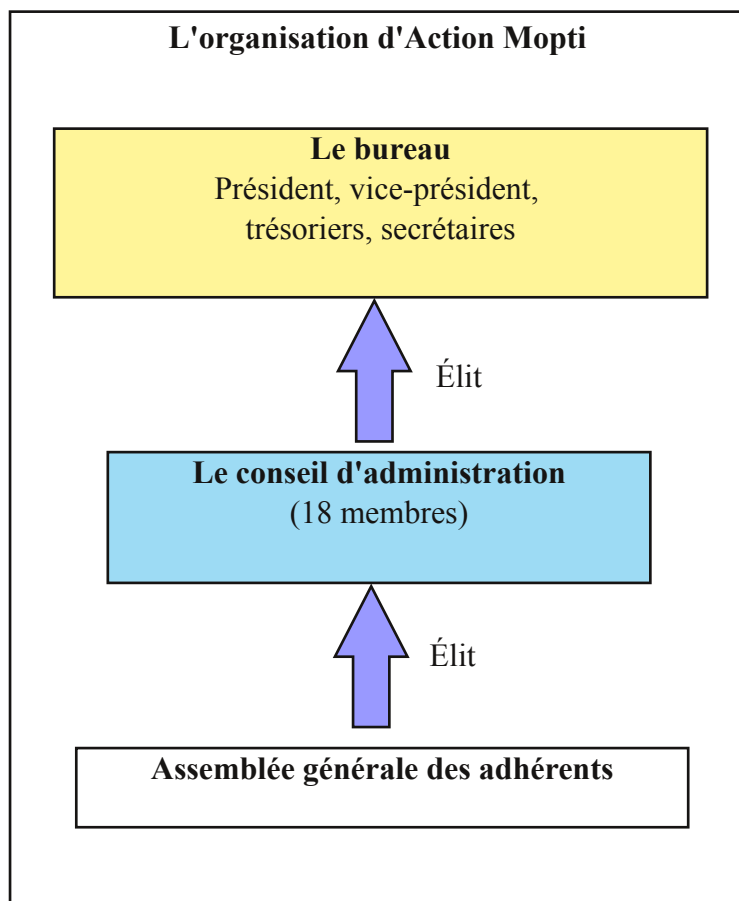 L'organisation d'Action Mopti
Le bureau
Président, vice-président,
trésoriers, secrétaires
Élit
Le conseil d'administration
(18 membres)
Élit
Assemblée générale des adhérents